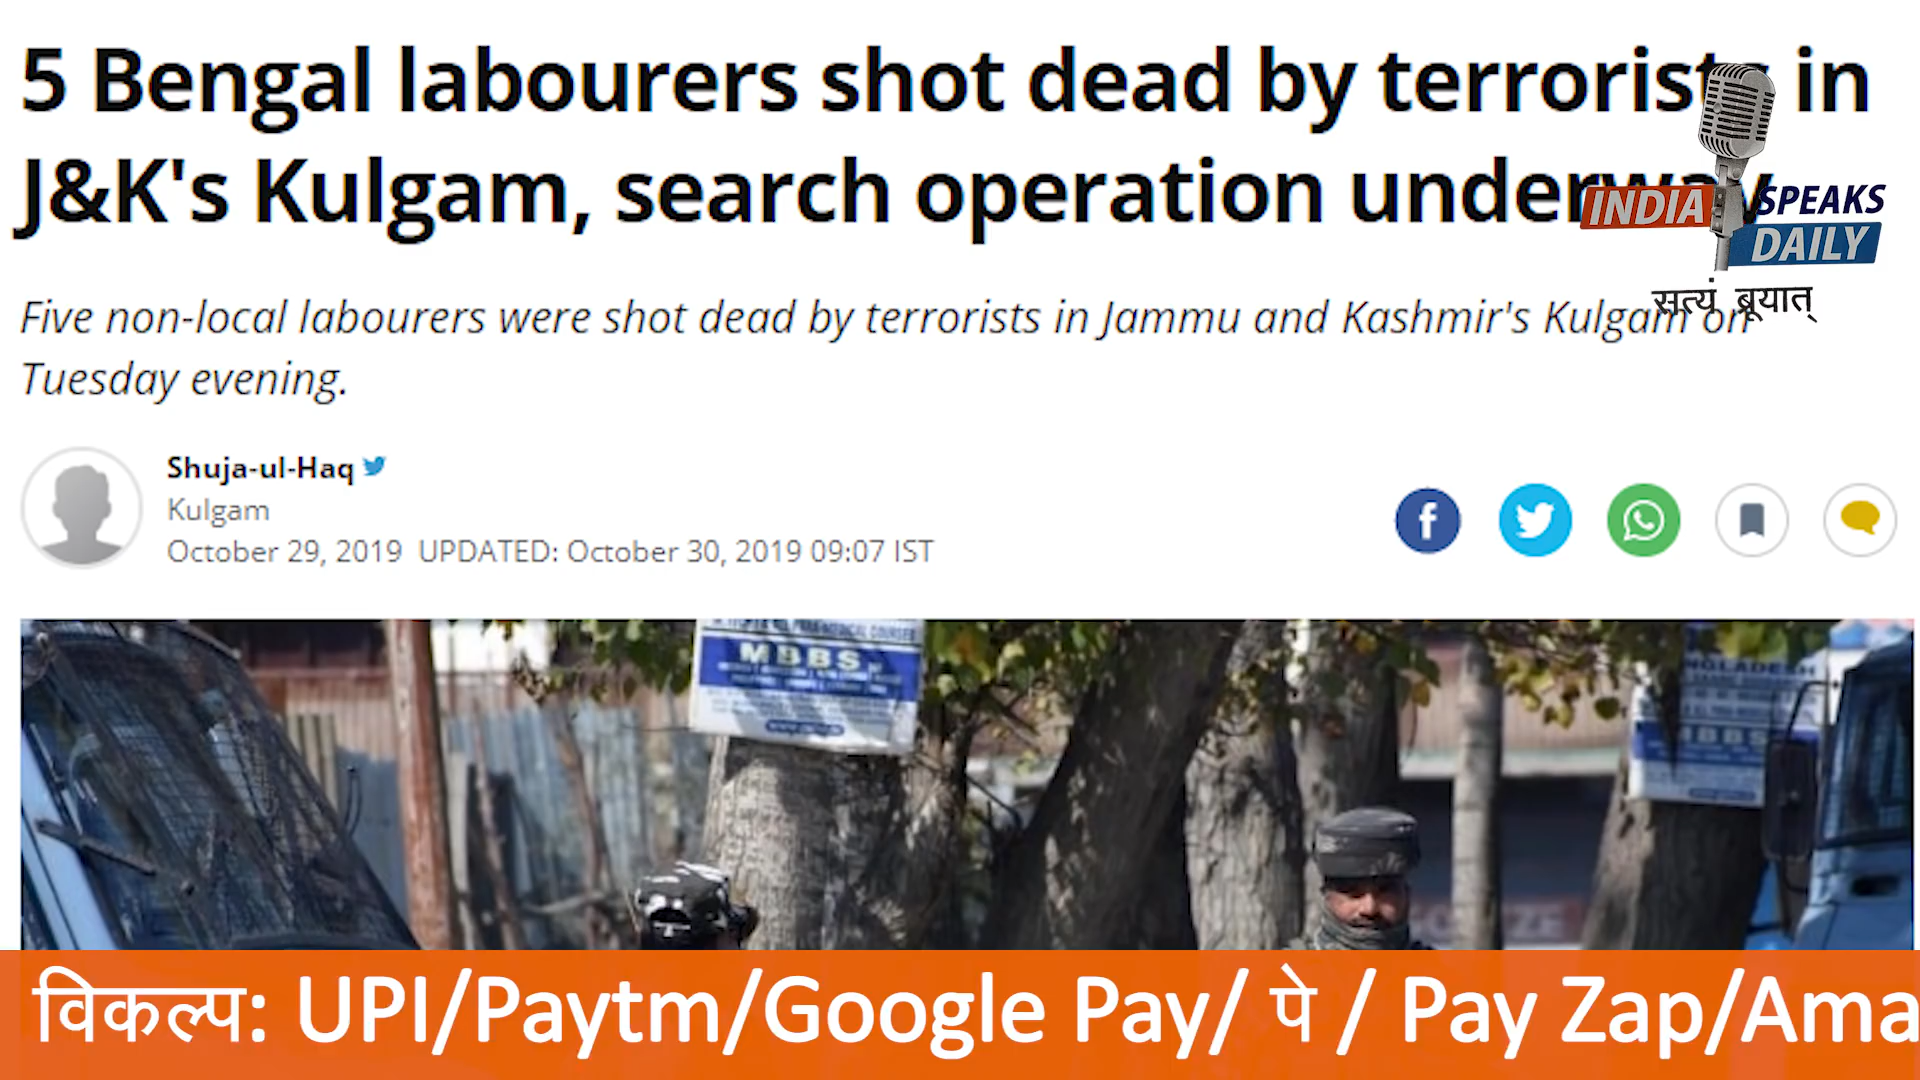 5 Bengal labourers shot dead by terrorists in
J&K's Kulgam, search operation underway
INDIA SPEAKS
DAILY
सत्यं ब्रूयात्
Five non-local labourers were shot dead by terrorists in Jammu and Kashmir's Kulgam on
Tuesday evening.
Shuja-ul-Haq
Kulgam
October 29, 2019 UPDATED: October 30, 2019 09:07 IST
MBBS
MBBS
विकल्प: UPI/Paytm/Google Pay/ पे / Pay Zap/Ama